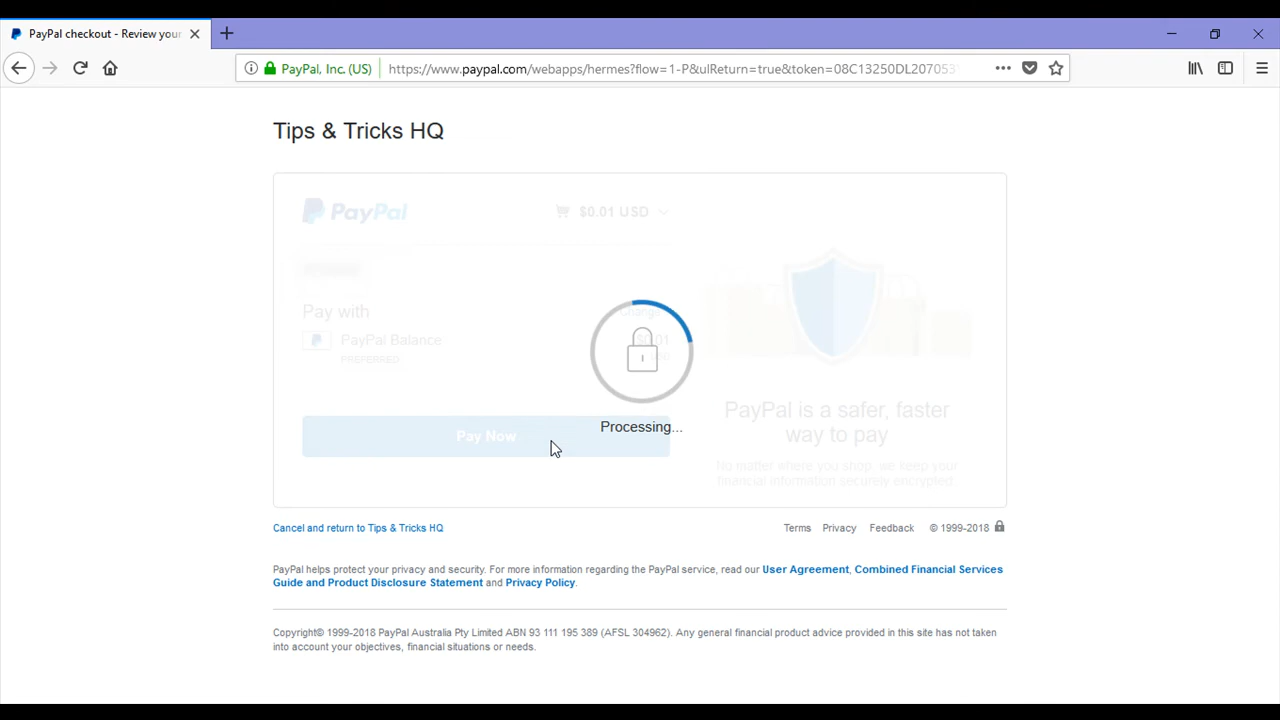 PayPal checkout - Review your
PayPal, Inc. (US)
https://www.paypal.com/webapps/hermes?flow=1-P&ulReturn=true&token=08C13250DL207053
Tips & Tricks HQ
PayPal
$0.01 USD
Pay with
Change
PayPal Balance
$0.01
PREFERRED
USD
Pay Now
Processing...
PayPal is a safer, faster
way to pay
No matter where you shop, we keep your
financial information securely encrypted.
Cancel and return to Tips & Tricks HQ
Terms Privacy Feedback © 1999-2018
PayPal helps protect your privacy and security. For more information regarding the PayPal service, read our User Agreement, Combined Financial Services
Guide and Product Disclosure Statement and Privacy Policy.
Copyright© 1999-2018 PayPal Australia Pty Limited ABN 93 111 195 389 (AFSL 304962). Any general financial product advice provided in this site has not taken
into account your objectives, financial situations or needs.